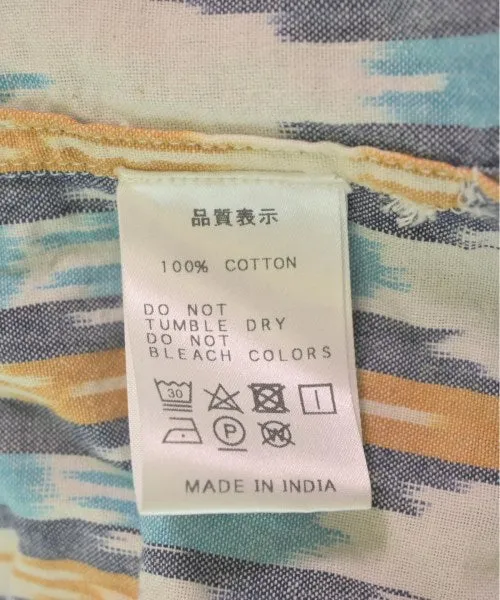 品質表示
100% COTTON
DO NOT
TUMBLE DRY
DO NOT
BLEACH COLORS
30
P
W
MADE IN INDIA